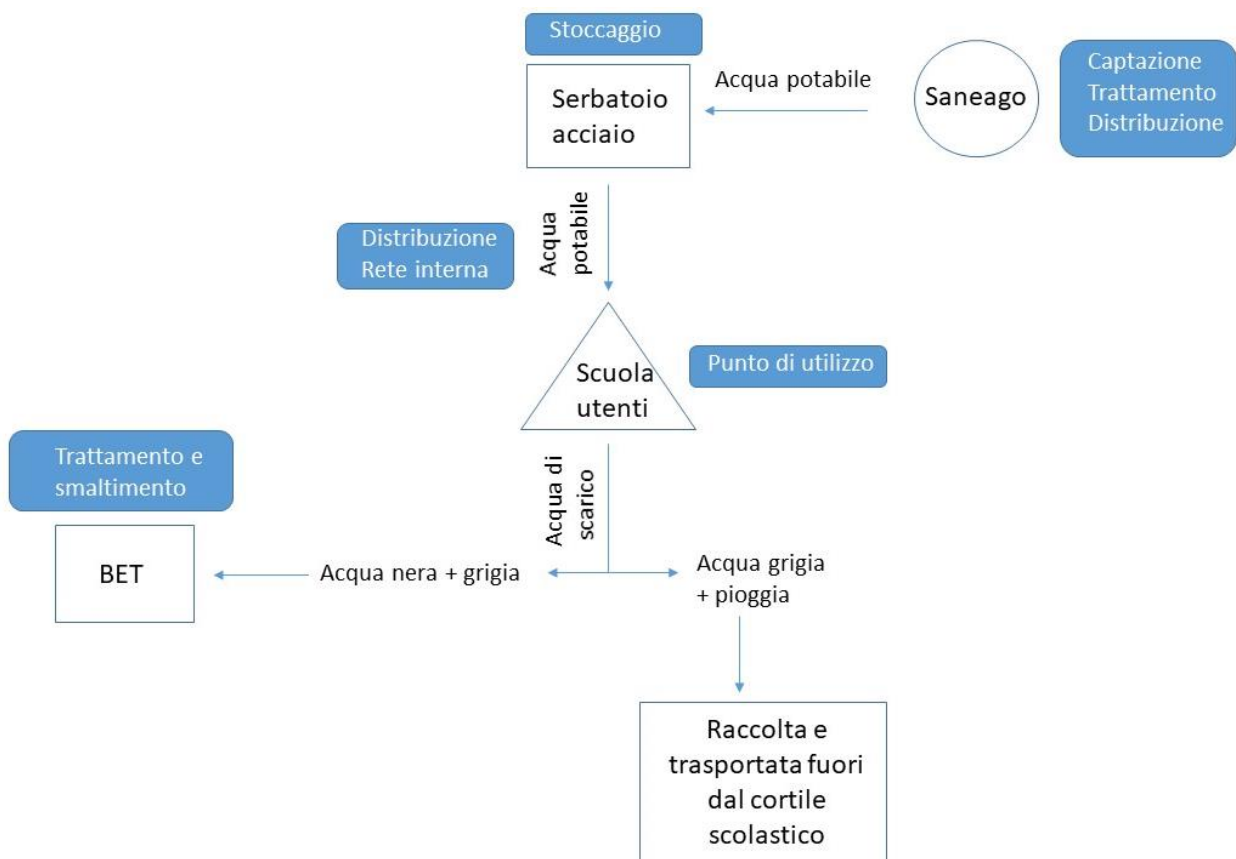 Stoccaggio
Serbatoio
acciaio
Acqua potabile
Saneago
Captazione
Trattamento
Distribuzione
Distribuzione
Rete interna
Acqua
potabile
Scuola
utenti
Punto di utilizzo
Trattamento e
smaltimento
Acqua di
scarico
BET
Acqua nera + grigia
Acqua grigia
+ pioggia
Raccolta e
trasportata fuori
dal cortile
scolastico